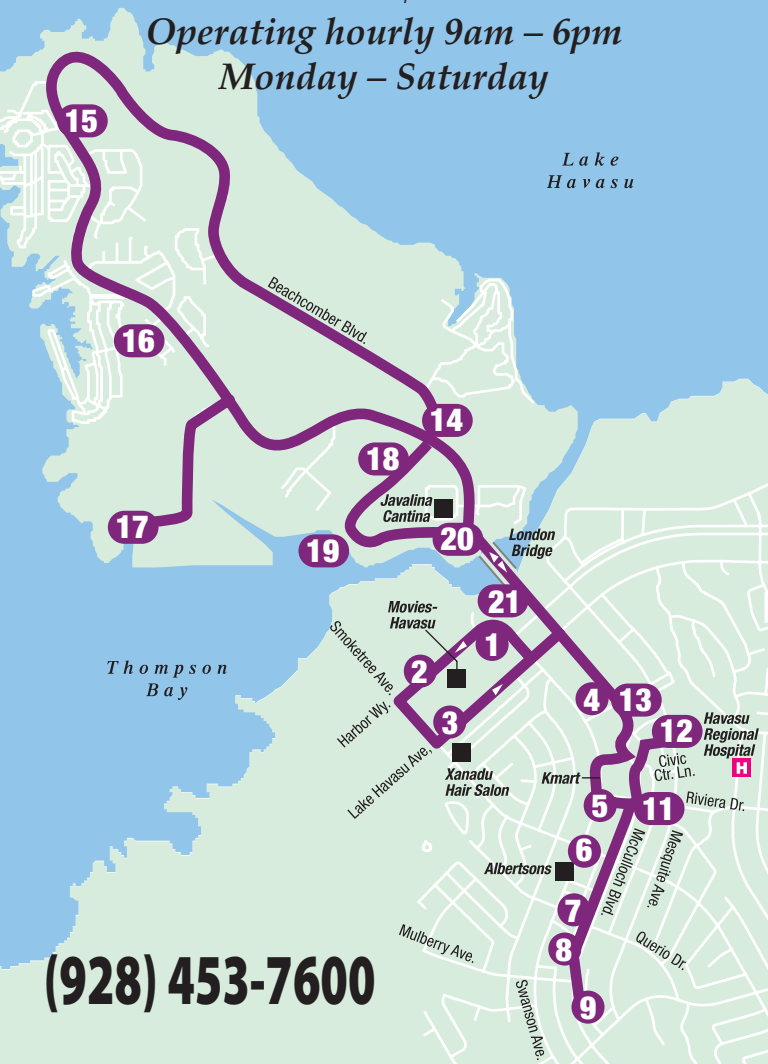 Operating hourly 9am – 6pm
Monday – Saturday
15
Lake
Havasu
Beachcomber Blvd.
16
14
18
Javalina
Cantina
17
19
20
London
Bridge
21
Movies-
Havasu
Smoketree Ave.
1
2
Thompson
Bay
Harbor Wy.
3
4
13
12
Havasu
Regional
Hospital
H
Civic
Ctr. Ln.
Lake Havasu Ave,
Xanadu
Hair Salon
Kmart
5
11
Riviera Dr.
6
Albertsons
McCulloch Blvd.
Mesquite Ave.
7
8
Mulberry Ave.
Querio Dr.
(928) 453-7600
Swanson Ave.
9